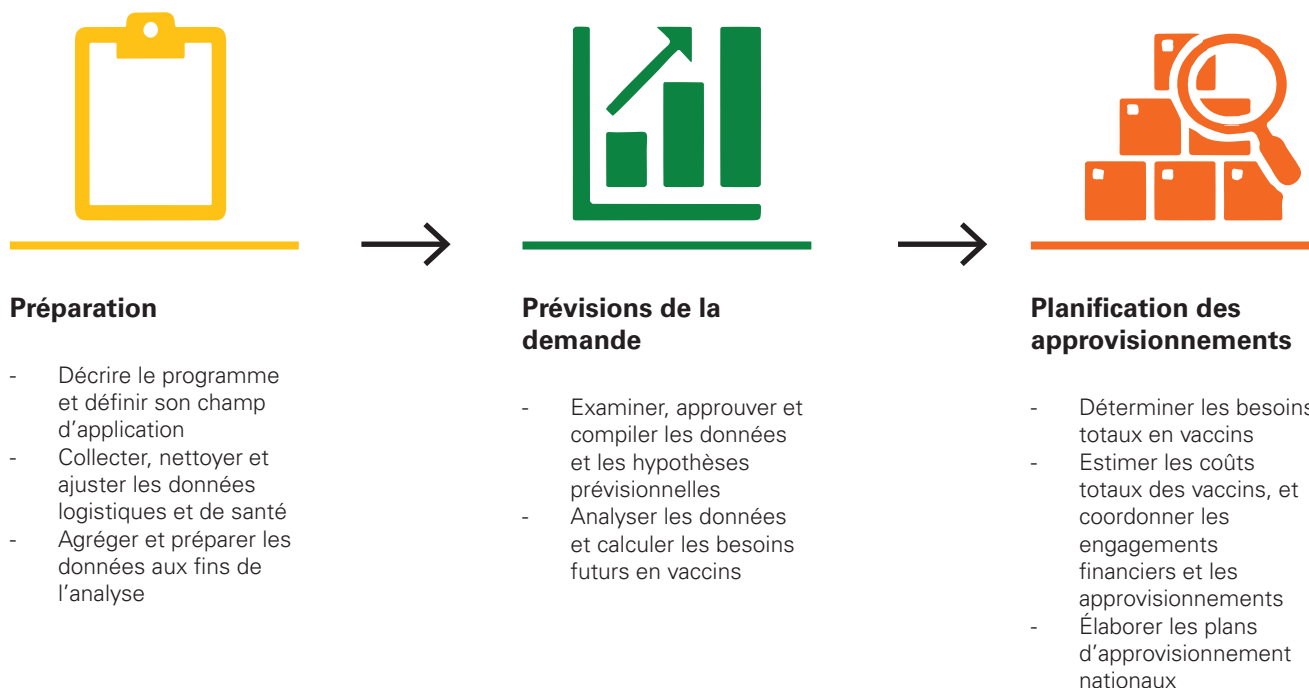 Préparation
- Décrire le programme
et définir son champ
d’application
- Collecter, nettoyer et
ajuster les données
logistiques et de santé
- Agréger et préparer les
données aux fins de
l’analyse
Prévisions de la
demande
- Examiner, approuver et
compiler les données
et les hypothèses
prévisionnelles
- Analyser les données
et calculer les besoins
futurs en vaccins
Planification des
approvisionnements
- Déterminer les besoins
totaux en vaccins
- Estimer les coûts
totaux des vaccins, et
coordonner les
engagements
financiers et les
approvisionnements
- Élaborer les plans
d’approvisionnement
nationaux